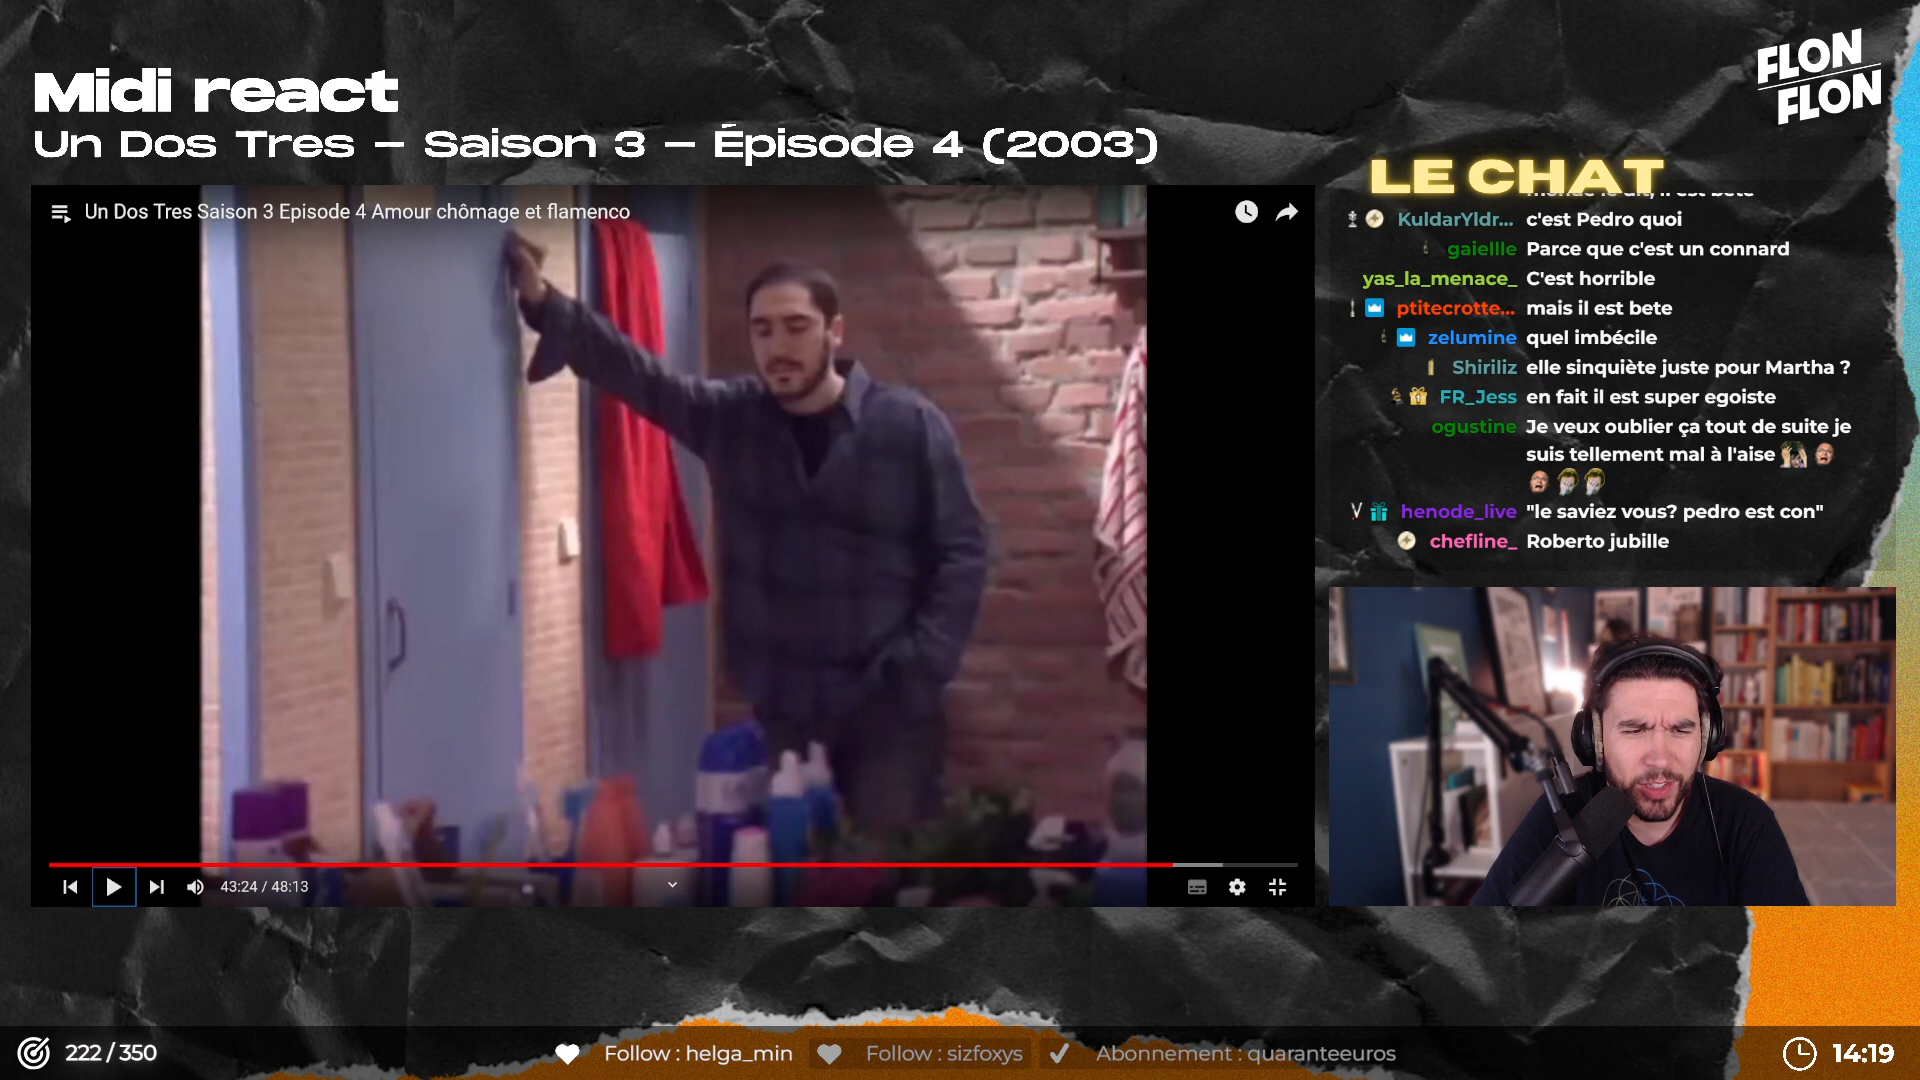 Midi react
Un Dos Tres – Saison 3 – Épisode 4 (2003)
FLON
FLON
Un Dos Tres Saison 3 Episode 4 Amour chômage et flamenco
LE CHAT
KuldarYldr... c'est Pedro quoi
gaiellle Parce que c'est un connard
yas_la_menace_ C'est horrible
ptitecrotte... mais il est bete
zelumine quel imbécile
Shiriliz elle sinquiète juste pour Martha ?
FR_Jess en fait il est super egoiste
ogustine Je veux oublier ça tout de suite je
suis tellement mal à l'aise
henode_live "le saviez vous? pedro est con"
chefline_ Roberto jubille
43:24 / 48:13
222 / 350
Follow : helga_min
Follow : sizfoxys
Abonnement : quaranteeuros
14:19